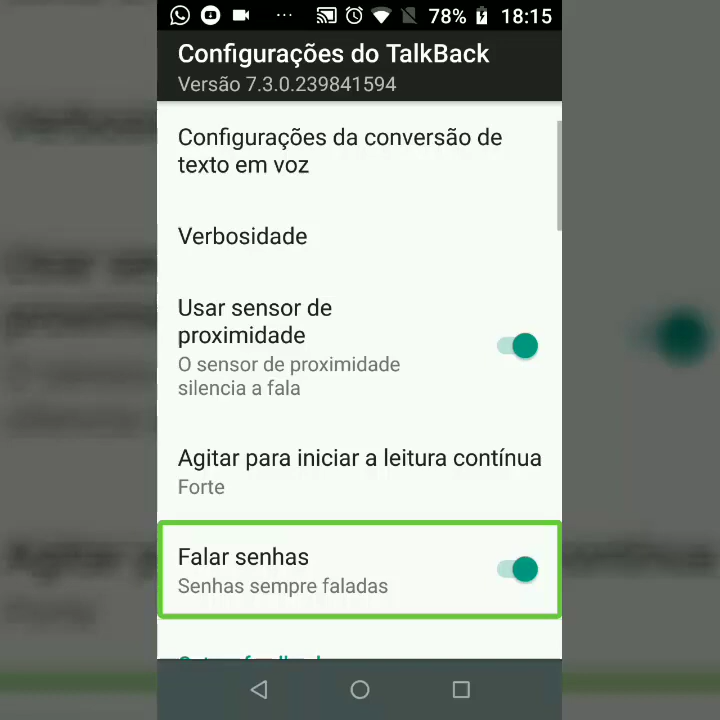 78% 18:15
Configurações do TalkBack
Versão 7.3.0.239841594
Configurações da conversão de
texto em voz
Verbosidade
Usar sensor de
proximidade
O sensor de proximidade
silencia a fala
Agitar para iniciar a leitura contínua
Forte
Falar senhas
Senhas sempre faladas